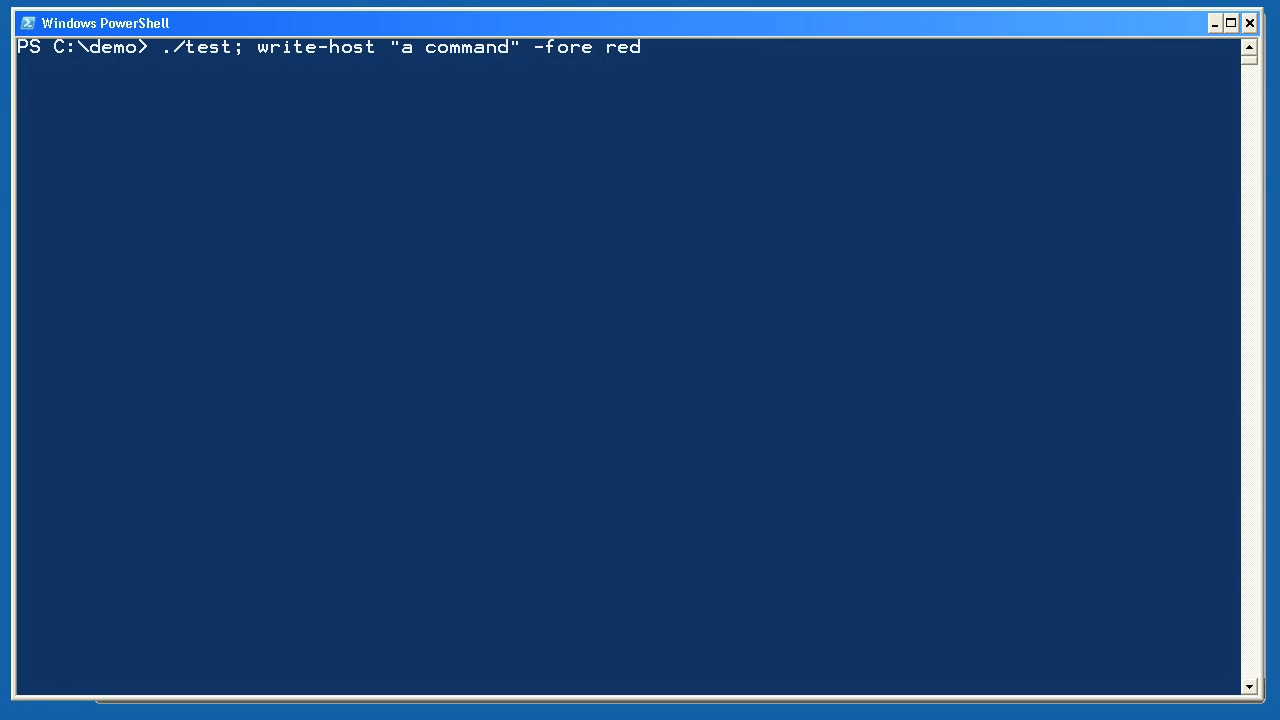 Windows PowerShell
PS C:\demo> ./test; write-host "a command" -fore red